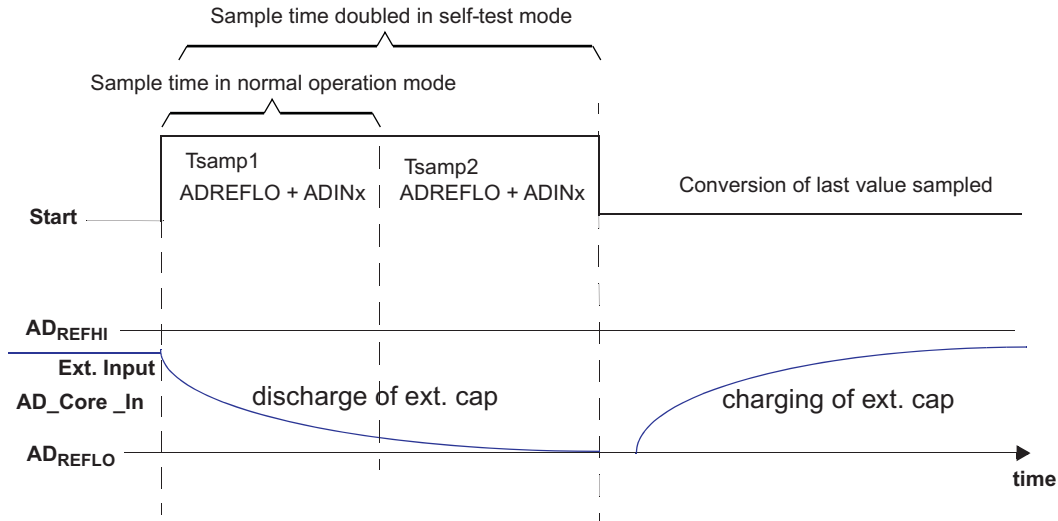 Sample time doubled in self-test mode
Sample time in normal operation mode
Tsamp1
ADREFLO + ADINx
Tsamp2
ADREFLO + ADINx
Conversion of last value sampled
Start
ADREFHI
Ext. Input
AD_Core _In
discharge of ext. cap
charging of ext. cap
ADREFLO
time